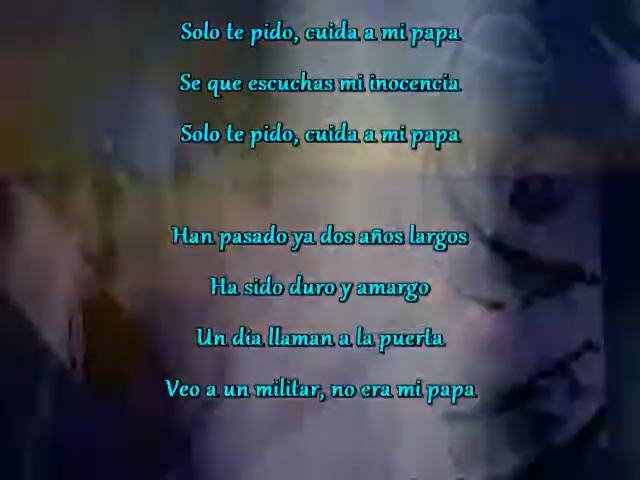 Solo te pido, cuida a mi papa
Se que escuchas mi inocencia
Solo te pido, cuida a mi papa
Han pasado ya dos años largos
Ha sido duro y amargo
Un día llaman a la puerta
Veo a un militar, no era mi papa